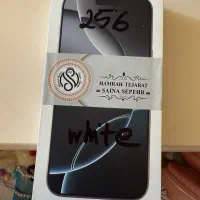 256
HAMRAH TEJARAT
SAINA SEPEHR
white